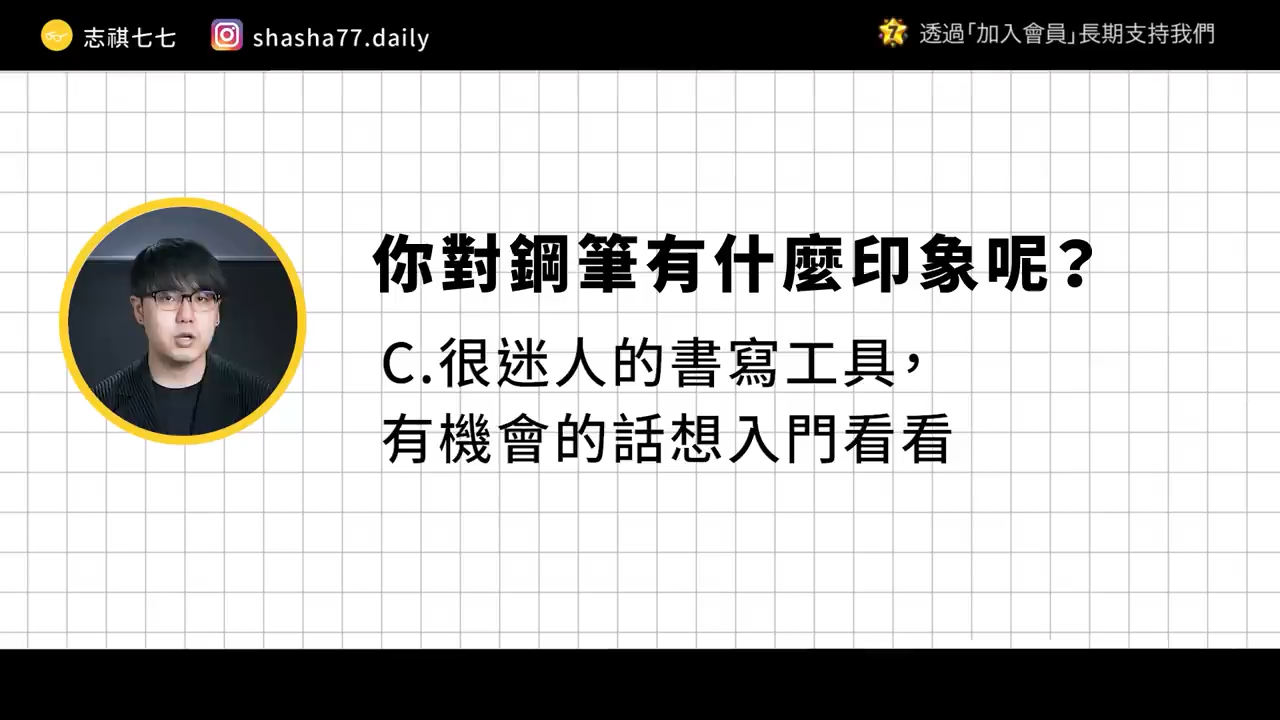 志祺七七
shasha77.daily
7
透過「加入會員」長期支持我們
你對鋼筆有什麼印象呢？
C.很迷人的書寫工具，
有機會的話想入門看看